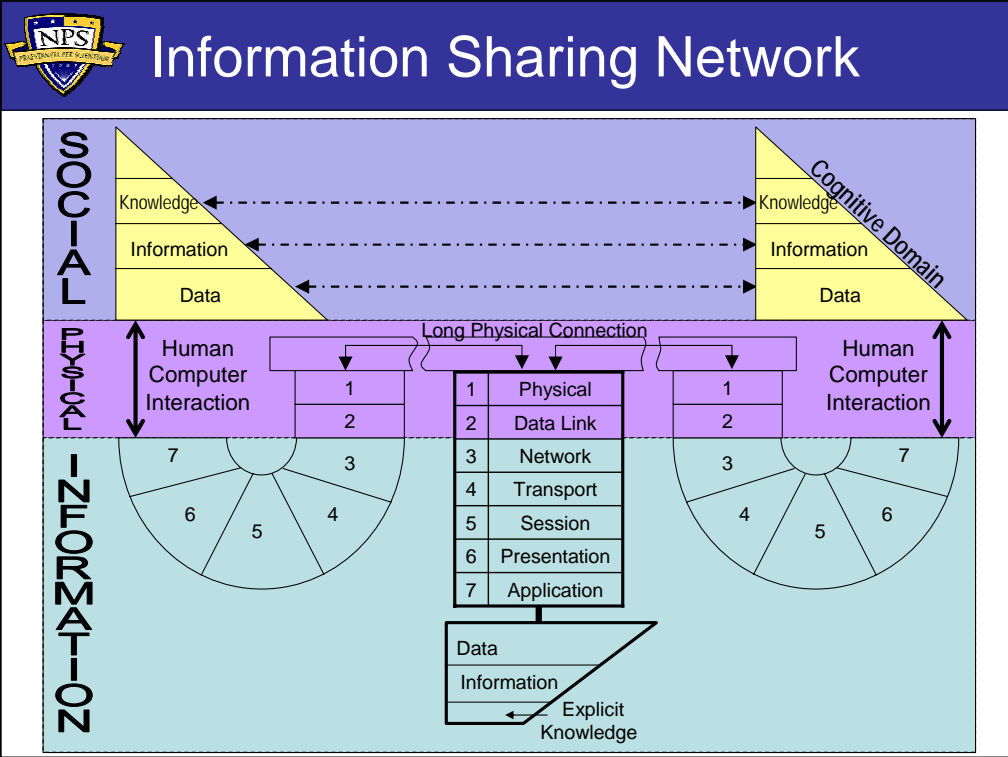 NPS
Information Sharing Network
SOCIAL
Knowledge
Information
Data
Knowledge
Information
Data
Cognitive Domain
PHYSICAL
Human
Computer
Interaction
Long Physical Connection
Human
Computer
Interaction
1
2
1 Physical
2 Data Link
3 Network
4 Transport
5 Session
6 Presentation
7 Application
1
2
INFORMATION
7
6
5
4
3
3
4
5
6
7
Data
Information
Explicit
Knowledge